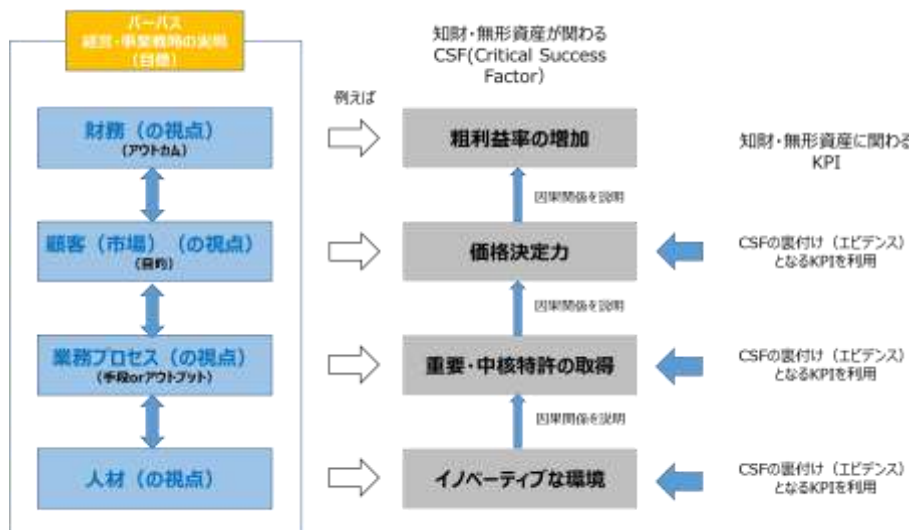 パーパス
経営・事業戦略の実現
（目標）
知財・無形資産が関わる
CSF(Critical Success
Factor）
例えば
財務（の視点）
（アウトカム）
粗利益率の増加
知財・無形資産に関わる
KPI
因果関係を説明
顧客（市場）（の視点）
（目的）
価格決定力
CSFの裏付け（エビデンス）
となるKPIを利用
因果関係を説明
業務プロセス（の視点）
（手段orアウトプット）
重要・中核特許の取得
CSFの裏付け（エビデンス）
となるKPIを利用
因果関係を説明
人材（の視点）
イノベーティブな環境
CSFの裏付け（エビデンス）
となるKPIを利用